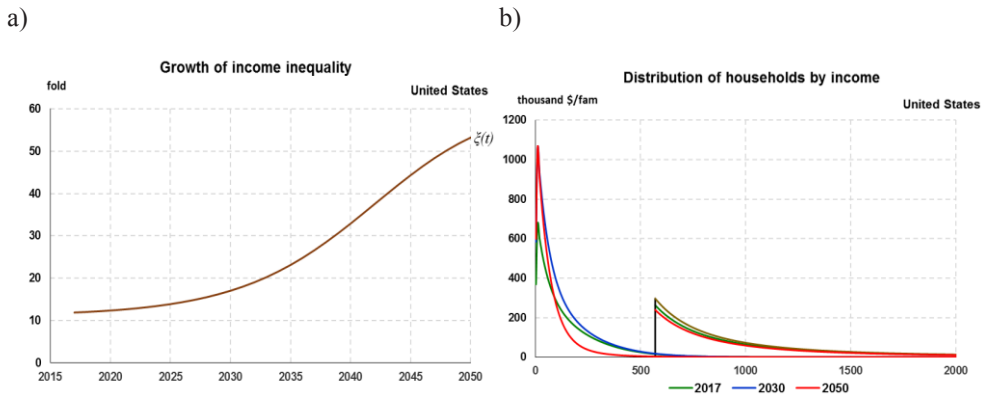 a)
b)
Growth of income inequality
fold
United States
60
50
40
30
20
10
0
2015 2020 2025 2030 2035 2040 2045 2050
ξ(t)
Distribution of households by income
thousand $/fam
United States
1200
1000
800
600
400
200
0
0 500 1000 1500 2000
2017 2030 2050